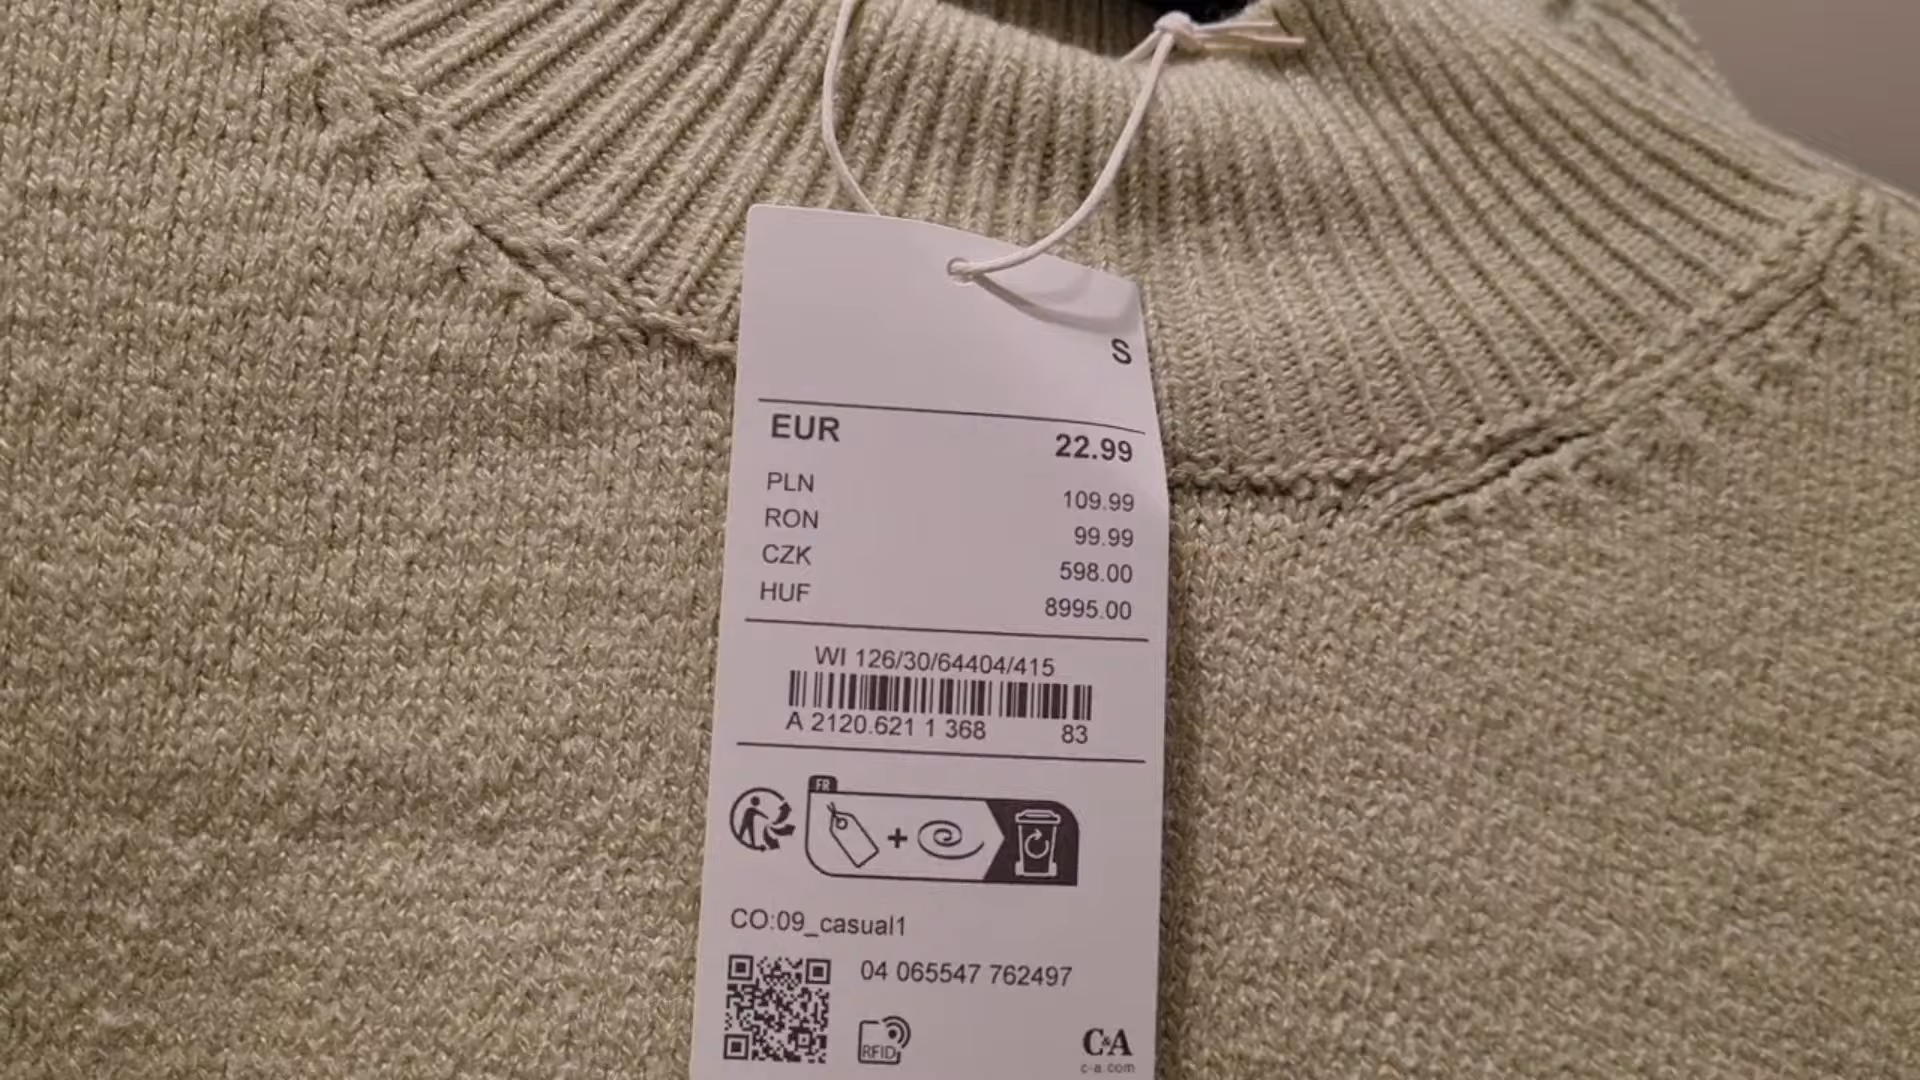 S
EUR 22.99
PLN 109.99
RON 99.99
CZK 598.00
HUF 8995.00
WI 126/30/64404/415
A 2120.621 1 368 83
FR
CO:09_casual1
04 065547 762497
RFID
C&A
c-a.com